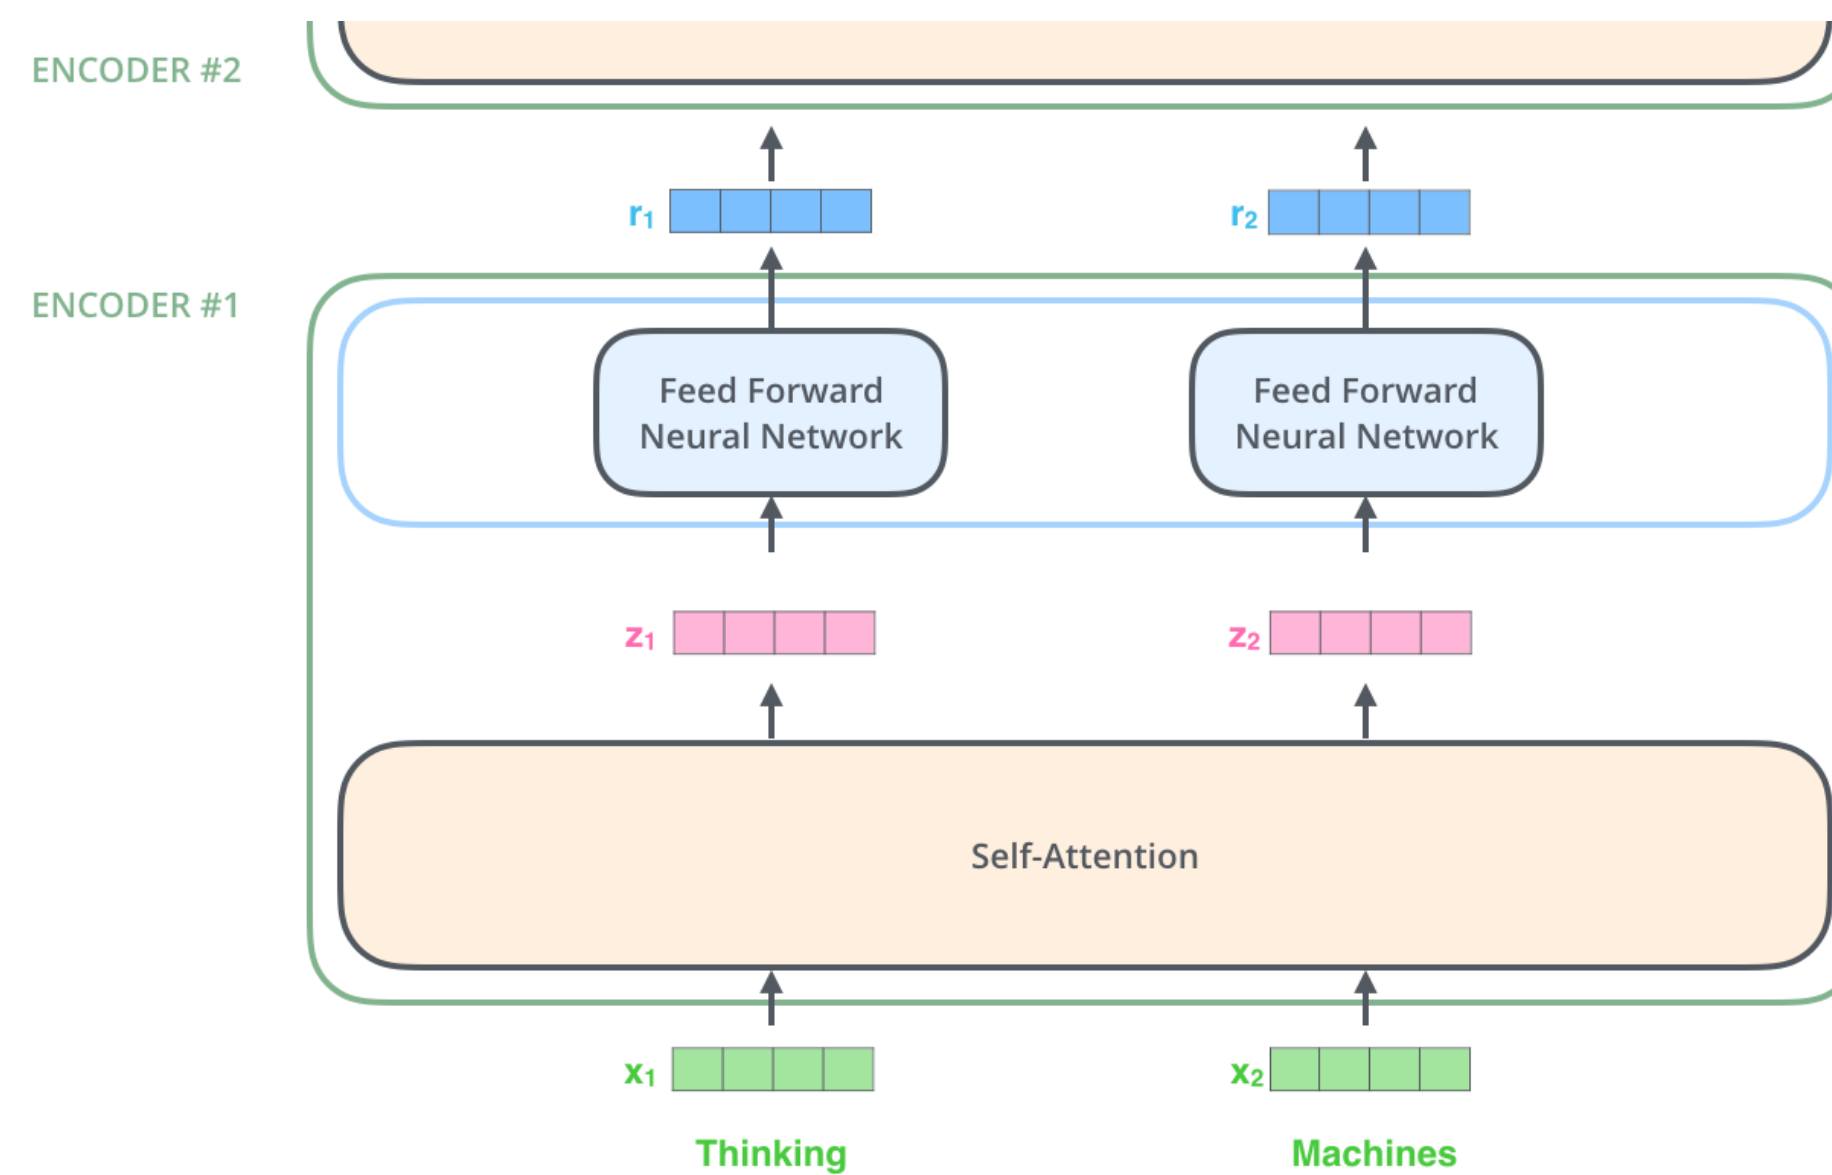 ENCODER #2
r1
r2
ENCODER #1
Feed Forward
Neural Network
Feed Forward
Neural Network
z1
z2
Self-Attention
x1
x2
Thinking
Machines